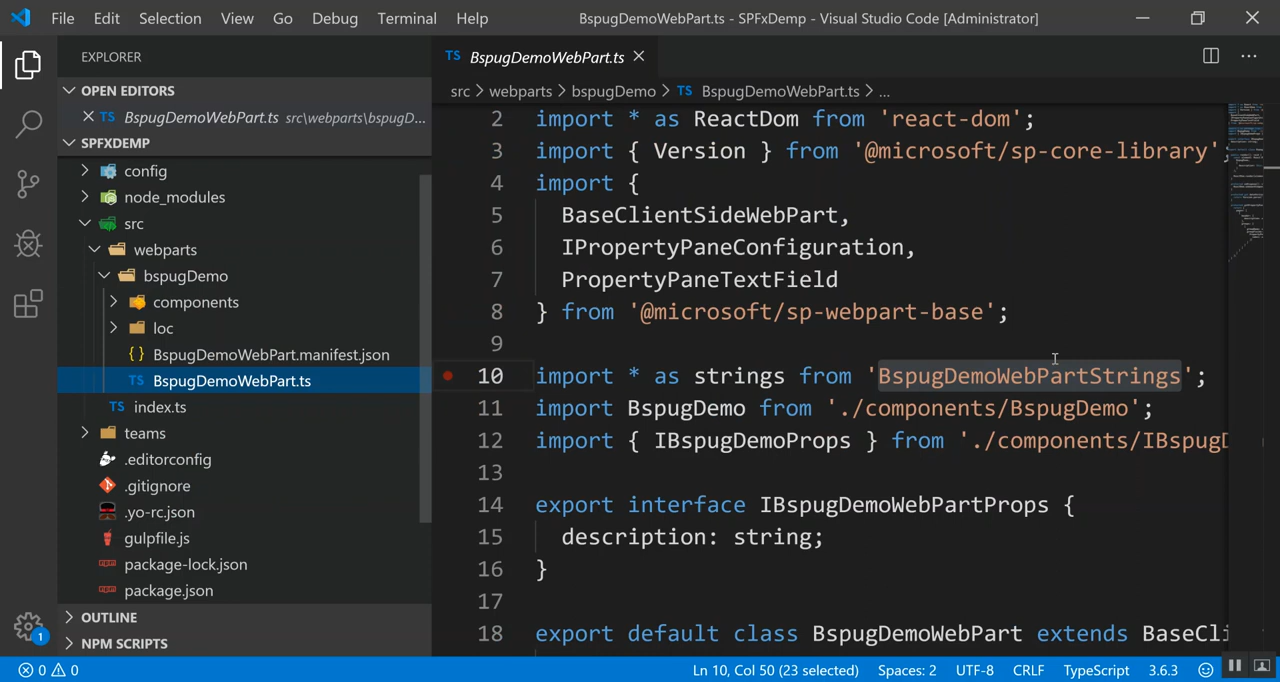 File Edit Selection View Go Debug Terminal Help BspugDemoWebPart.ts - SPFxDemp - Visual Studio Code [Administrator]
EXPLORER
OPEN EDITORS
TS BspugDemoWebPart.ts src\webparts\bspugD...
SPFXDEMP
config
node_modules
src
webparts
bspugDemo
components
loc
{ } BspugDemoWebPart.manifest.json
TS BspugDemoWebPart.ts
TS index.ts
teams
.editorconfig
.gitignore
.yo-rc.json
gulpfile.js
package-lock.json
package.json
OUTLINE
NPM SCRIPTS
TS BspugDemoWebPart.ts
src > webparts > bspugDemo > TS BspugDemoWebPart.ts > ...
2 import * as ReactDom from 'react-dom';
3 import { Version } from '@microsoft/sp-core-library';
4 import {
5 BaseClientSideWebPart,
6 IPropertyPaneConfiguration,
7 PropertyPaneTextField
8 } from '@microsoft/sp-webpart-base';
9
10 import * as strings from 'BspugDemoWebPartStrings';
11 import BspugDemo from './components/BspugDemo';
12 import { IBspugDemoProps } from './components/IBspugD
13
14 export interface IBspugDemoWebPartProps {
15 description: string;
16 }
17
18 export default class BspugDemoWebPart extends BaseCli
1
0 0 Ln 10, Col 50 (23 selected) Spaces: 2 UTF-8 CRLF TypeScript 3.6.3